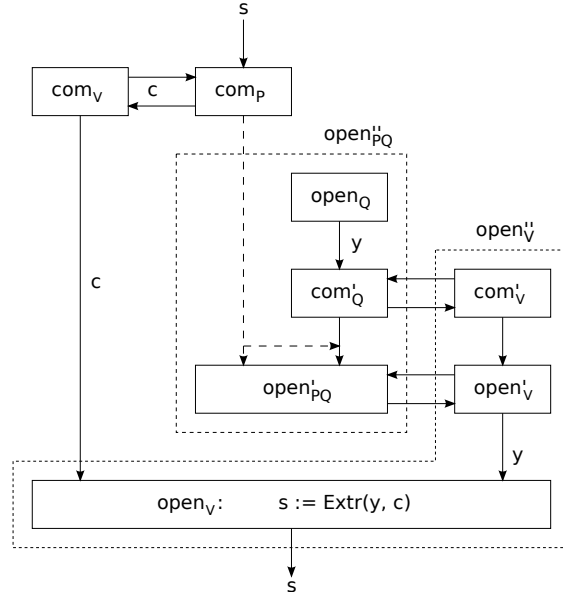 s
com_V
c
com_P
open''_PQ
open_Q
y
open''_V
c
com'_Q
com'_V
open'_PQ
open'_V
y
open_V: s := Extr(y, c)
s